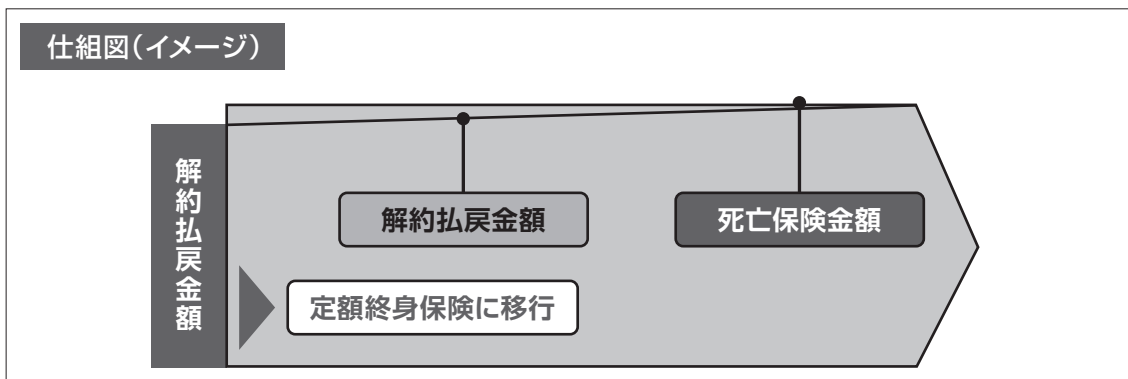 仕組図(イメージ)
解約払戻金額
解約払戻金額
死亡保険金額
定額終身保険に移行